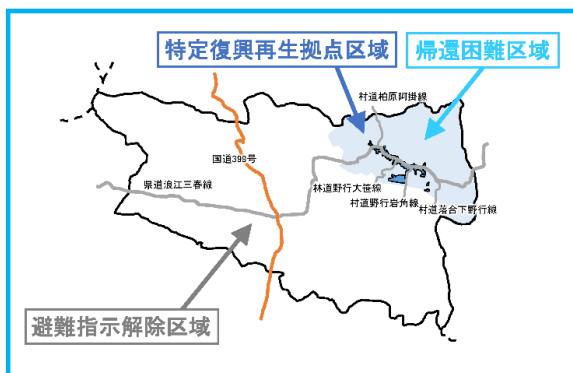 特定復興再生拠点区域
帰還困難区域
村道柏原阿掛線
国道399号
県道浪江三春線
林道野行大笹線
村道野行岩角線
村道落合下野行線
避難指示解除区域